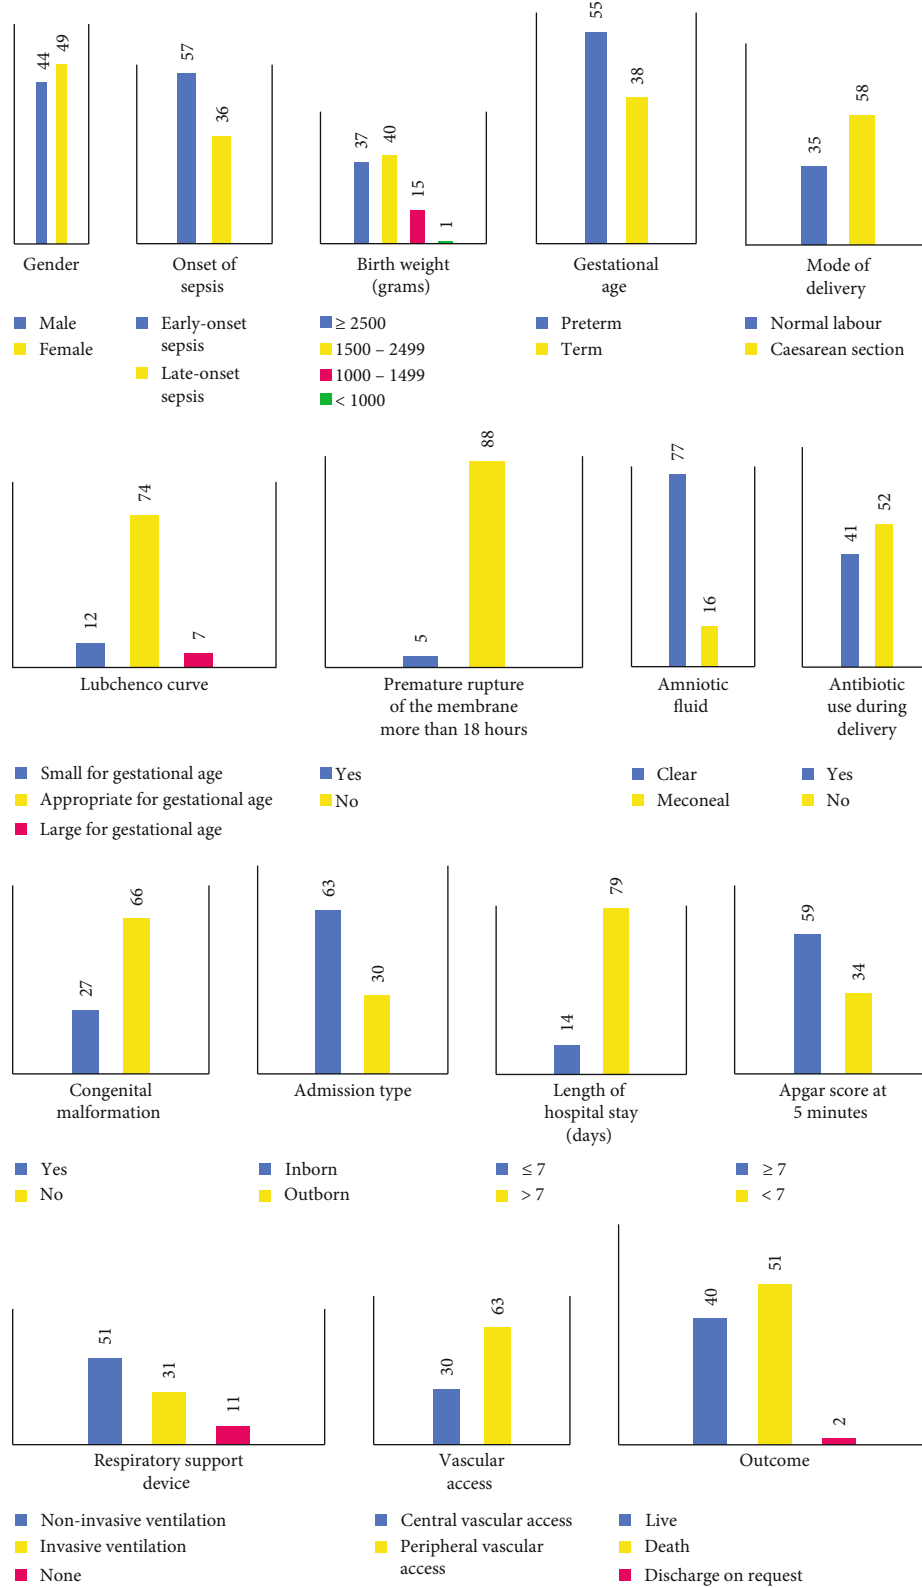 44
49
Gender
Male
Female
57
36
Onset of
sepsis
Early-onset
sepsis
Late-onset
sepsis
37
40
15
1
Birth weight
(grams)
≥ 2500
1500 – 2499
1000 – 1499
< 1000
55
38
Gestational
age
Preterm
Term
35
58
Mode of
delivery
Normal labour
Caesarean section
12
74
7
Lubchenco curve
Small for gestational age
Appropriate for gestational age
Large for gestational age
5
88
Premature rupture
of the membrane
more than 18 hours
Yes
No
77
16
Amniotic
fluid
Clear
Meconeal
41
52
Antibiotic
use during
delivery
Yes
No
27
66
Congenital
malformation
Yes
No
63
30
Admission type
Inborn
Outborn
14
79
Length of
hospital stay
(days)
≤ 7
> 7
59
34
Apgar score at
5 minutes
≥ 7
< 7
51
31
11
Respiratory support
device
Non-invasive ventilation
Invasive ventilation
None
30
63
Vascular
access
Central vascular access
Peripheral vascular
access
40
51
2
Outcome
Live
Death
Discharge on request